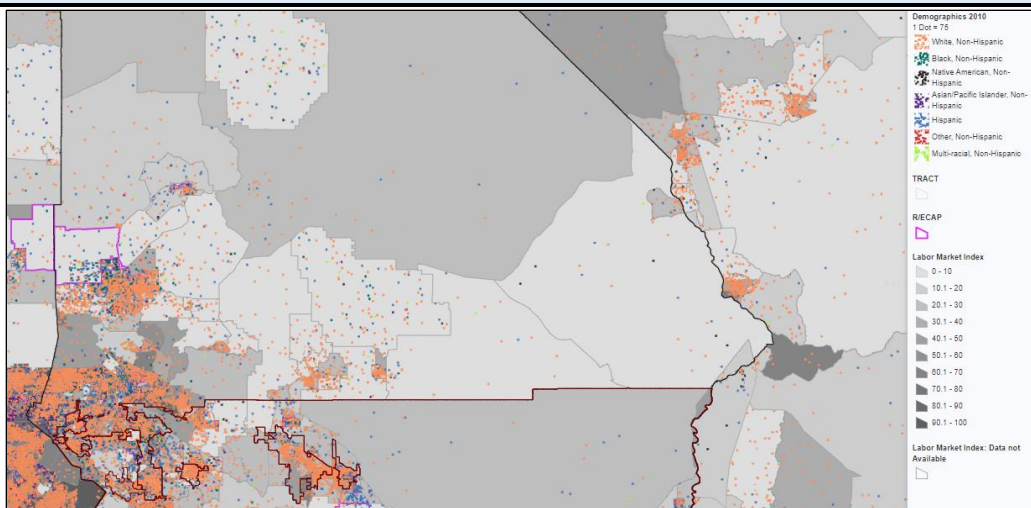 Demographics 2010
1 Dot = 75
White, Non-Hispanic
Black, Non-Hispanic
Native American, Non-
Hispanic
Asian/Pacific Islander, Non-
Hispanic
Hispanic
Other, Non-Hispanic
Multi-racial, Non-Hispanic
TRACT
R/ECAP
Labor Market Index
0 - 10
10.1 - 20
20.1 - 30
30.1 - 40
40.1 - 50
50.1 - 60
60.1 - 70
70.1 - 80
80.1 - 90
90.1 - 100
Labor Market Index: Data not
Available